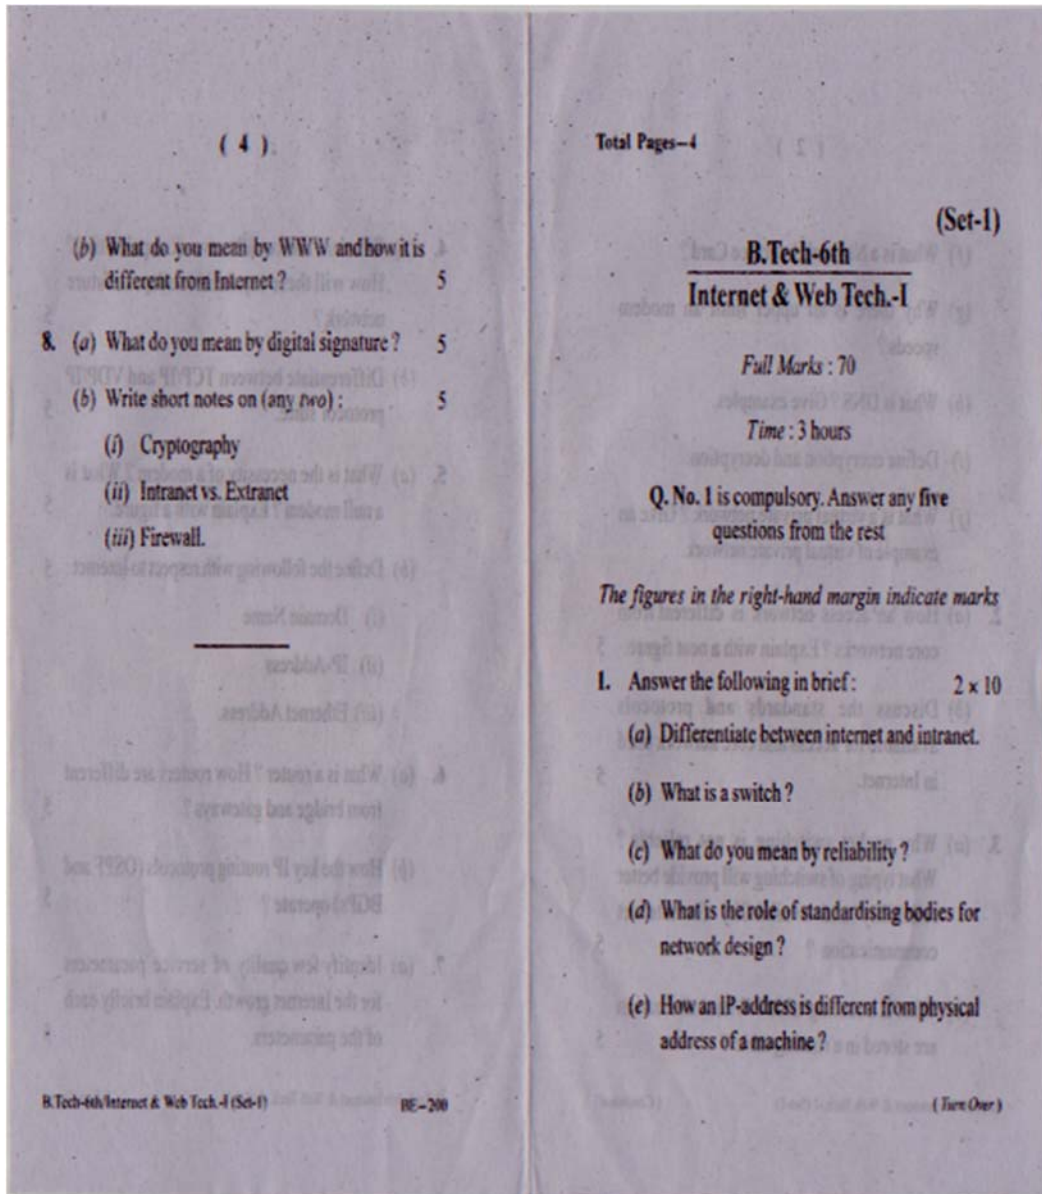 ( 4 )
(b) What do you mean by WWW and how it is
different from Internet ? 5
8. (a) What do you mean by digital signature ? 5
(b) Write short notes on (any two) : 5
(i) Cryptography
(ii) Intranet vs. Extranet
(iii) Firewall.
B.Tech-6th/Internet & Web Tech.-I (Set-1) BE–200
Total Pages–4
(Set-1)
B.Tech-6th
Internet & Web Tech.-I
Full Marks : 70
Time : 3 hours
Q. No. 1 is compulsory. Answer any five
questions from the rest
The figures in the right-hand margin indicate marks
1. Answer the following in brief : 2 × 10
(a) Differentiate between internet and intranet.
(b) What is a switch ?
(c) What do you mean by reliability ?
(d) What is the role of standardising bodies for
network design ?
(e) How an IP-address is different from physical
address of a machine ?
( Turn Over )